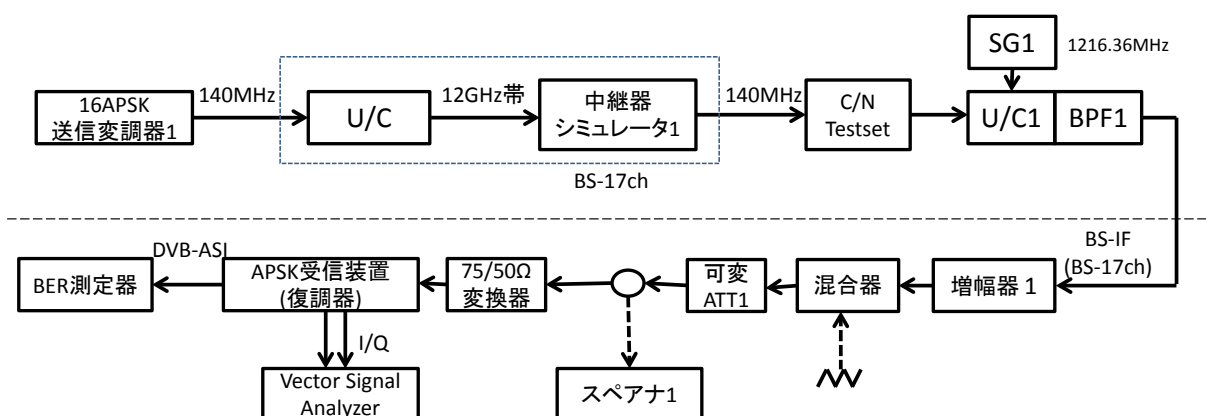 SG1
1216.36MHz
16APSK
送信変調器1
140MHz
U/C
12GHz帯
中継器
シミュレータ1
140MHz
C/N
Testset
U/C1
BPF1
BS-17ch
BS-IF
(BS-17ch)
DVB-ASI
BER測定器
APSK受信装置
(復調器)
75/50Ω
変換器
可変
ATT1
混合器
増幅器 1
I/Q
Vector Signal
Analyzer
スペアナ1